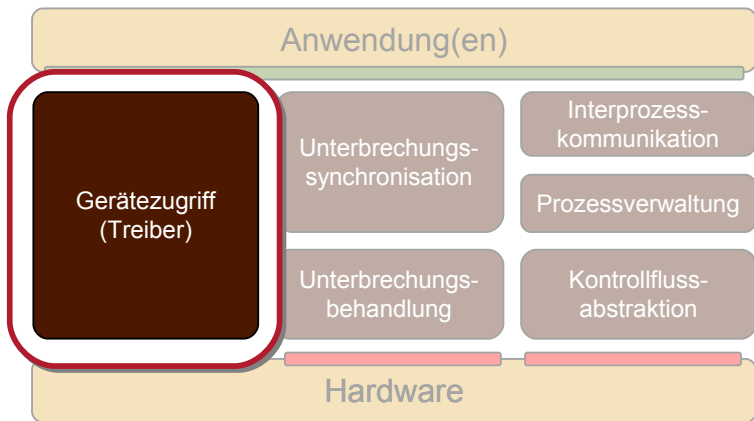 Anwendung(en)
Gerätezugriff
(Treiber)
Unterbrechungs-
synchronisation
Unterbrechungs-
behandlung
Interprozess-
kommunikation
Prozessverwaltung
Kontrollfluss-
abstraktion
Hardware